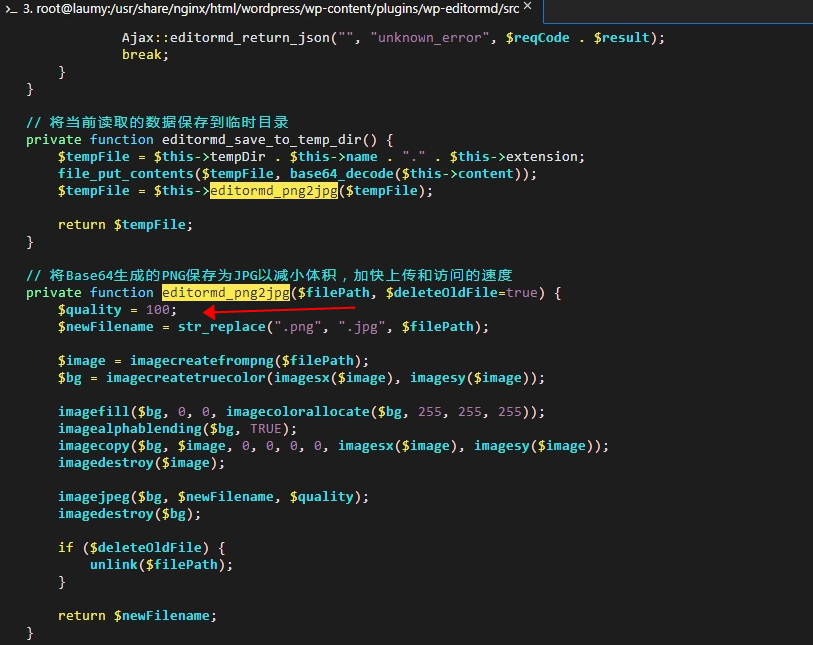 >_ 3. root@laumy:/usr/share/nginx/html/wordpress/wp-content/plugins/wp-editormd/src ×
            Ajax::editormd_return_json("", "unknown_error", $reqCode . $result);
            break;
    }
}

// 将当前读取的数据保存到临时目录
private function editormd_save_to_temp_dir() {
    $tempFile = $this->tempDir . $this->name . "." . $this->extension;
    file_put_contents($tempFile, base64_decode($this->content));
    $tempFile = $this->editormd_png2jpg($tempFile);

    return $tempFile;
}

// 将Base64生成的PNG保存为JPG以减小体积，加快上传和访问的速度
private function editormd_png2jpg($filePath, $deleteOldFile=true) {
    $quality = 100;
    $newFilename = str_replace(".png", ".jpg", $filePath);

    $image = imagecreatefrompng($filePath);
    $bg = imagecreatetruecolor(imagesx($image), imagesy($image));

    imagefill($bg, 0, 0, imagecolorallocate($bg, 255, 255, 255));
    imagealphablending($bg, TRUE);
    imagecopy($bg, $image, 0, 0, 0, 0, imagesx($image), imagesy($image));
    imagedestroy($image);

    imagejpeg($bg, $newFilename, $quality);
    imagedestroy($bg);

    if ($deleteOldFile) {
        unlink($filePath);
    }

    return $newFilename;
}